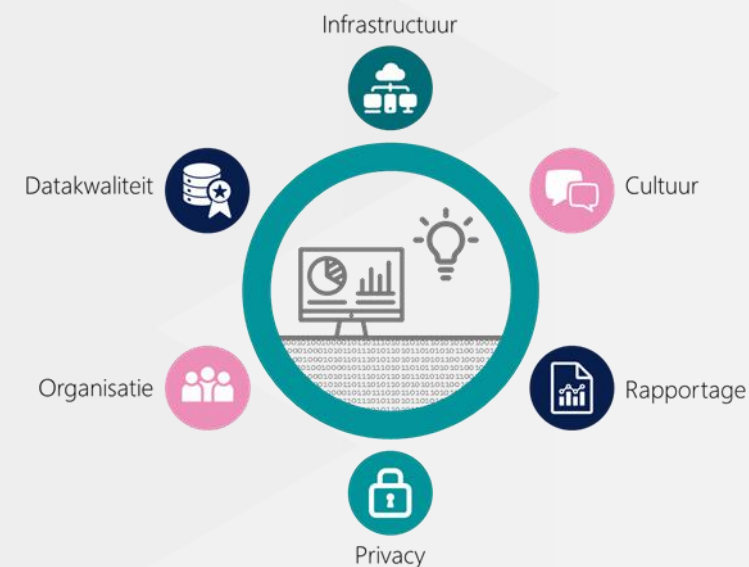 Infrastructuur
Datakwaliteit
Cultuur
Organisatie
Rapportage
Privacy